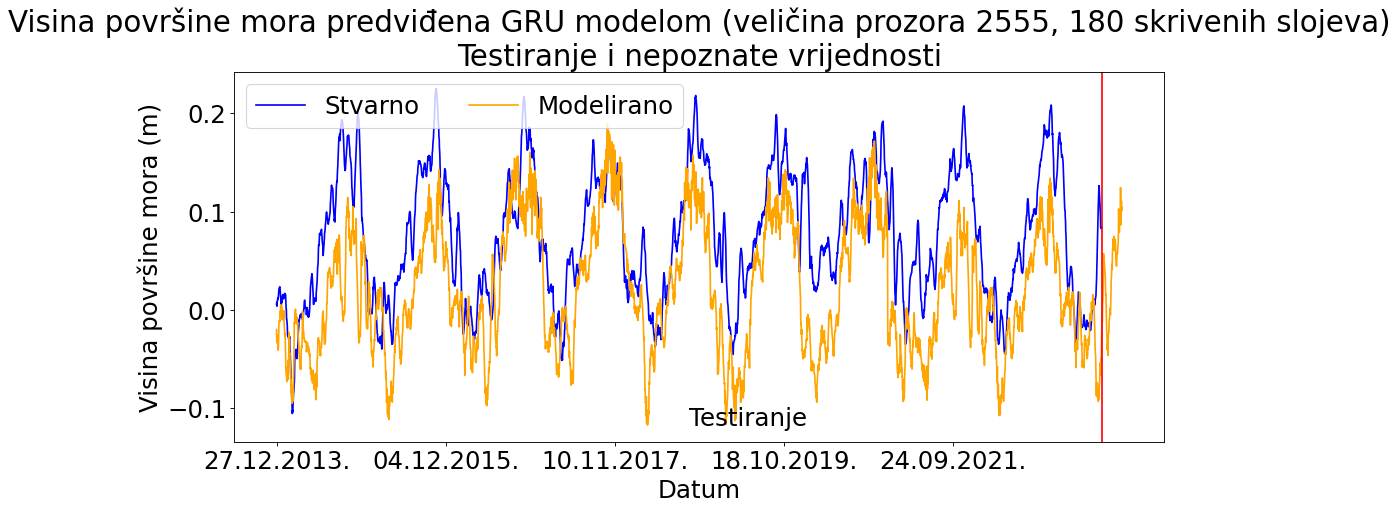 Visina površine mora predviđena GRU modelom (veličina prozora 2555, 180 skrivenih slojeva)
Testiranje i nepoznate vrijednosti
Stvarno Modelirano
Visina površine mora (m)
0.2
0.1
0.0
−0.1
Testiranje
27.12.2013. 04.12.2015. 10.11.2017. 18.10.2019. 24.09.2021.
Datum